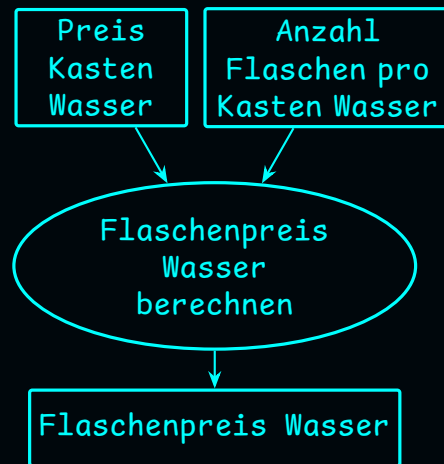 Preis
Kasten
Wasser
Anzahl
Flaschen pro
Kasten Wasser
Flaschenpreis
Wasser
berechnen
Flaschenpreis Wasser